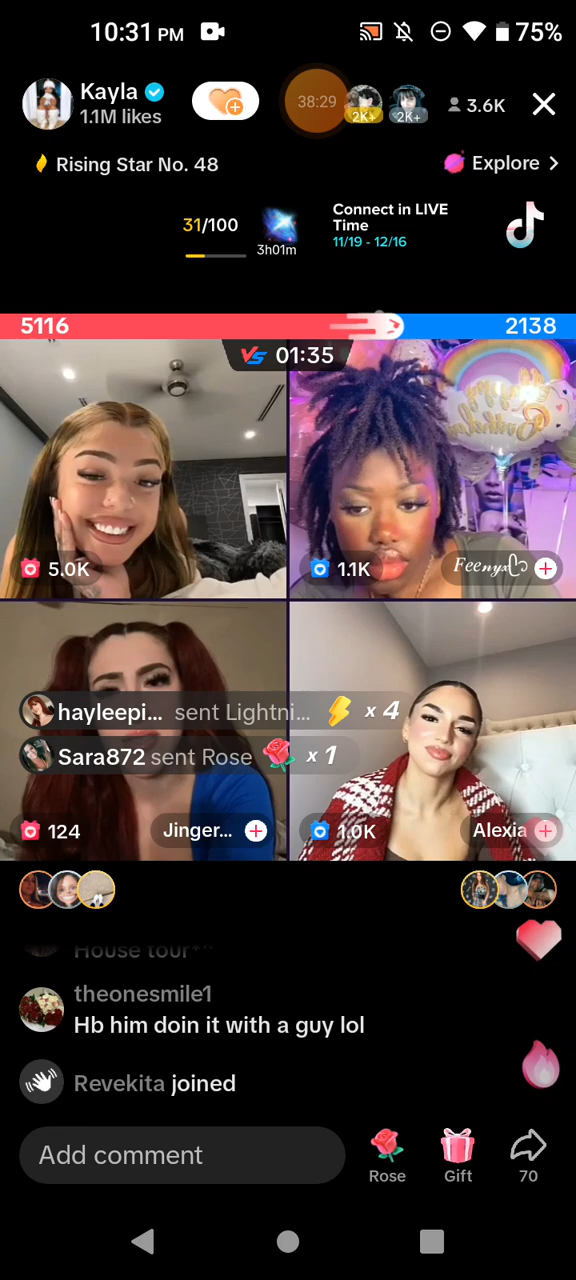 10:31 PM
75%
Kayla
1.1M likes
38:29
2K+
2K+
3.6K
Rising Star No. 48
Explore
31/100
3h01m
Connect in LIVE
Time
11/19 - 12/16
5116
2138
VS 01:35
5.0K
1.1K
Feenyx
hayleepi... sent Lightni... x 4
Sara872 sent Rose x 1
124
Jinger...
1.0K
Alexia
House tour
theonesmile1
Hb him doin it with a guy lol
Revekita joined
Add comment
Rose
Gift
70